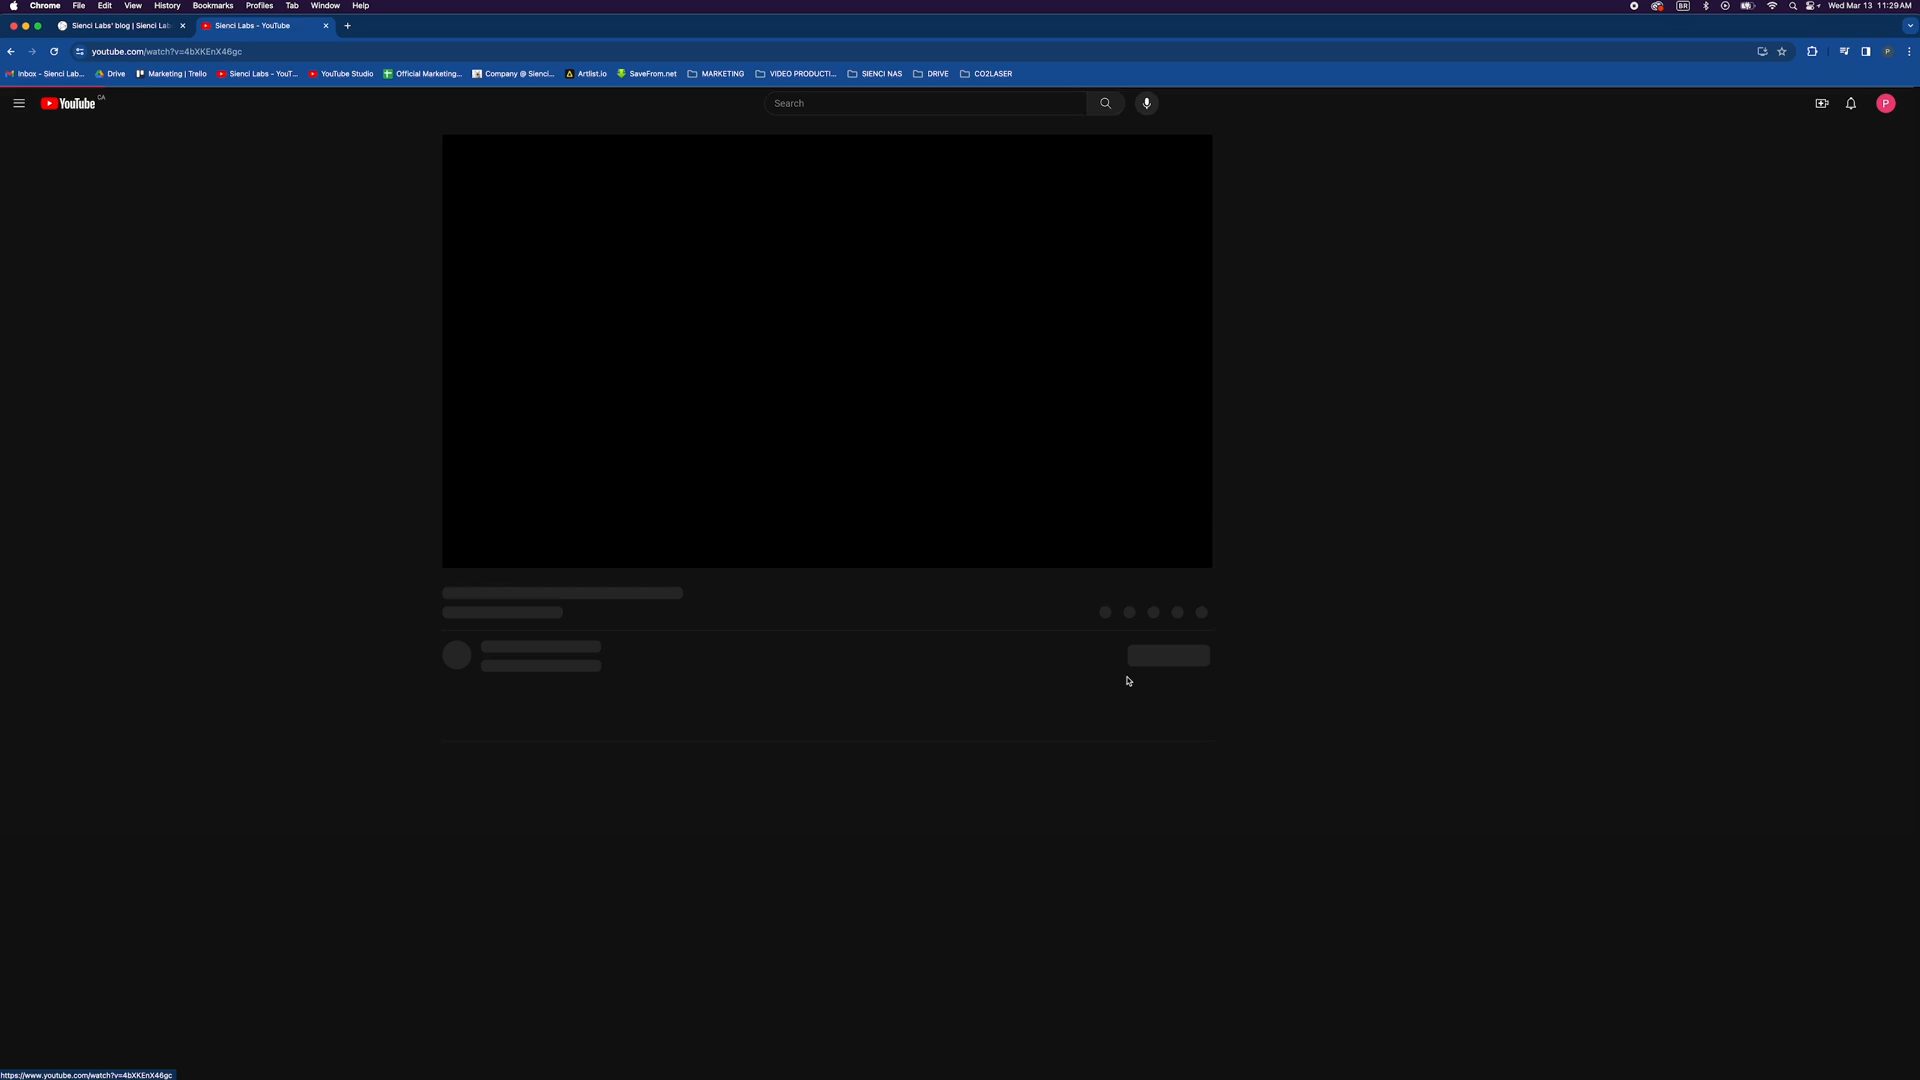 Chrome File Edit View History Bookmarks Profiles Tab Window Help BR Wed Mar 13 11:29 AM
Sienci Labs' blog | Sienci Lab Sienci Labs - YouTube
youtube.com/watch?v=4bXKEnX46gc P
Inbox - Sienci Lab... Drive Marketing | Trello Sienci Labs - YouT... YouTube Studio Official Marketing... Company @ Sienci... Artlist.io SaveFrom.net MARKETING VIDEO PRODUCTI... SIENCI NAS DRIVE CO2LASER
YouTube CA Search P
https://www.youtube.com/watch?v=4bXKEnX46gc